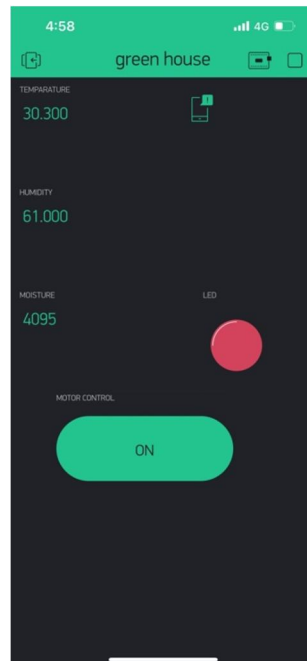 4:58
4G
green house
TEMPARATURE
30.300
HUMIDITY
61.000
MOISTURE
LED
4095
MOTOR CONTROL
ON